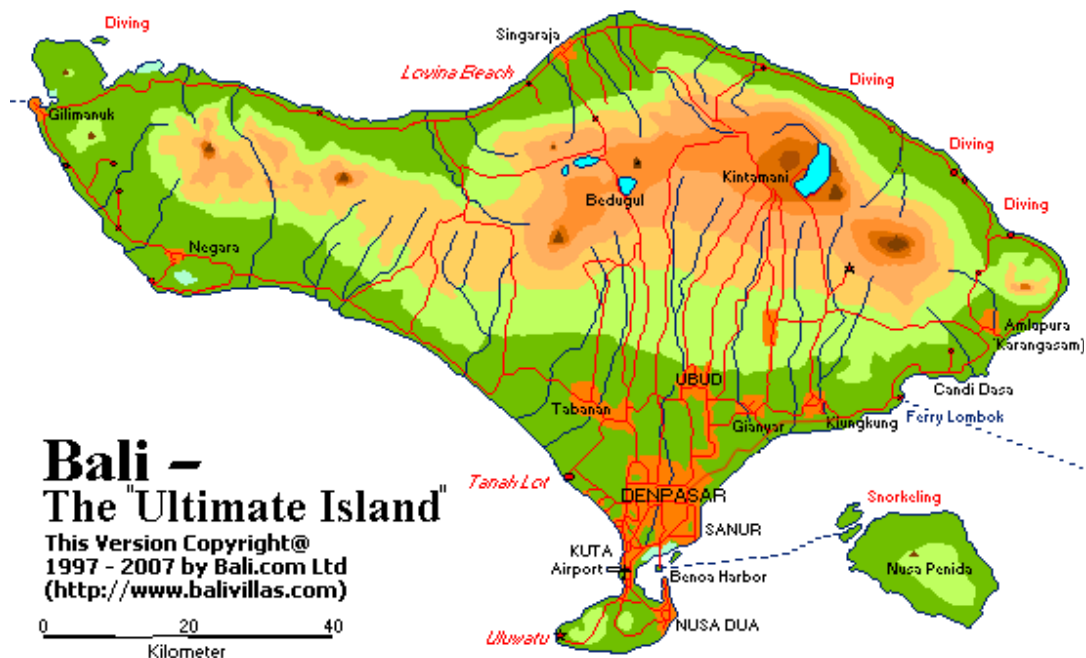 Diving
Singaraja
Lovina Beach
Diving
Gilimanuk
Diving
Kintamani
Bedugul
Diving
Negara
Amlapura
(Karangasam)
UBUD
Candi Dasa
Tabanan
Gianyar
Klungkung
Ferry Lombok
Bali –
The "Ultimate Island"
This Version Copyright@
1997 - 2007 by Bali.com Ltd
(http://www.balivillas.com)
Tanah Lot
DENPASAR
Snorkeling
SANUR
KUTA
Airport
Benoa Harbor
Nusa Penida
NUSA DUA
Uluwatu
0 20 40
Kilometer